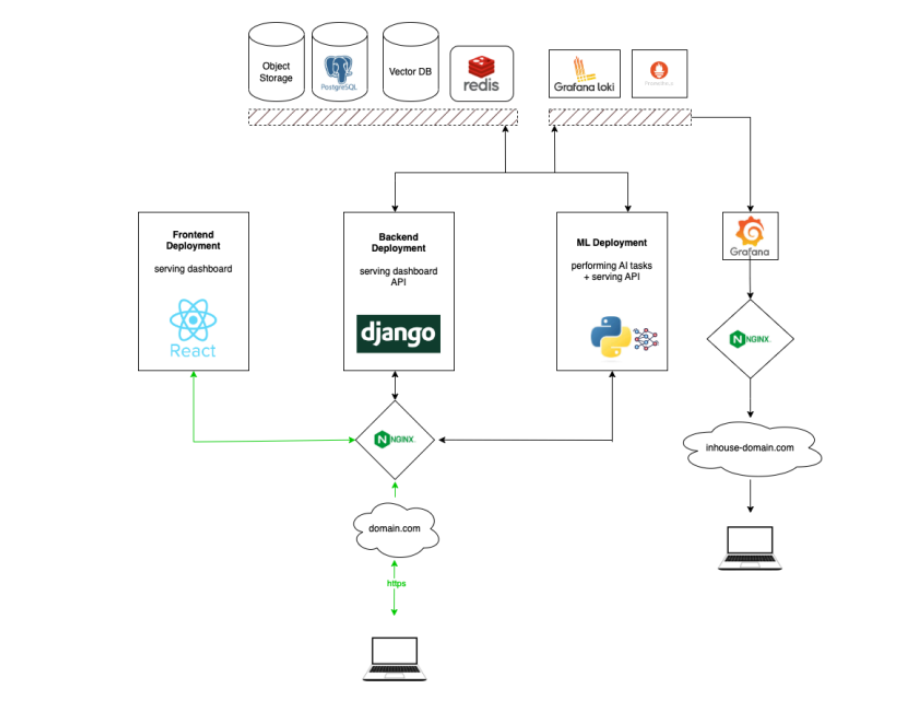 Object
Storage
PostgreSQL
Vector DB
redis
Grafana loki
Prometheus
Frontend
Deployment
serving dashboard
React
Backend
Deployment
serving dashboard
API
django
ML Deployment
performing AI tasks
+ serving API
Grafana
N NGINX.
N NGINX.
inhouse-domain.com
domain.com
https